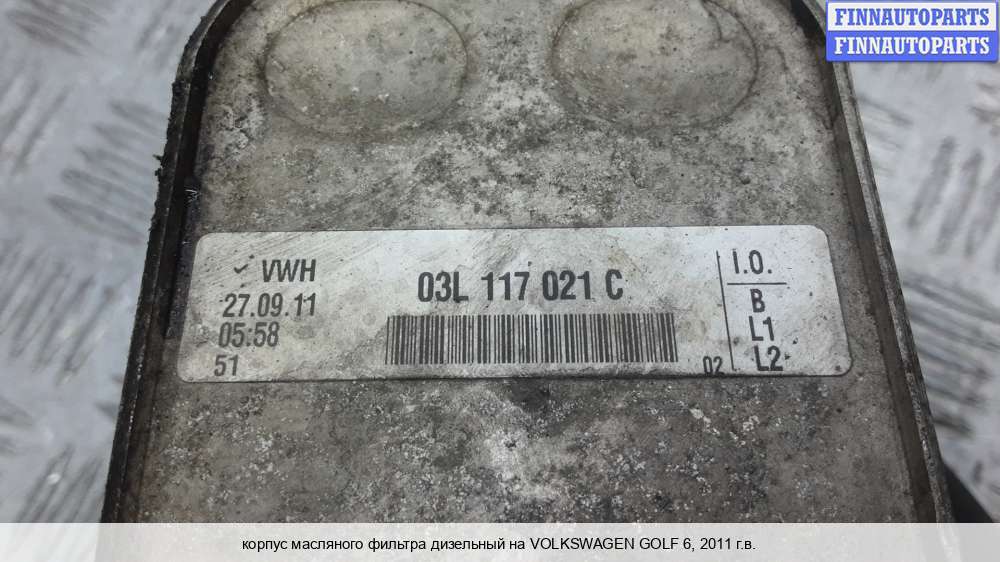 FINNAUTOPARTS
FINNAUTOPARTS
VWH
27.09.11
05:58
51
03L 117 021 C
02
I.O.
B
L1
L2
корпус масляного фильтра дизельный на VOLKSWAGEN GOLF 6, 2011 г.в.